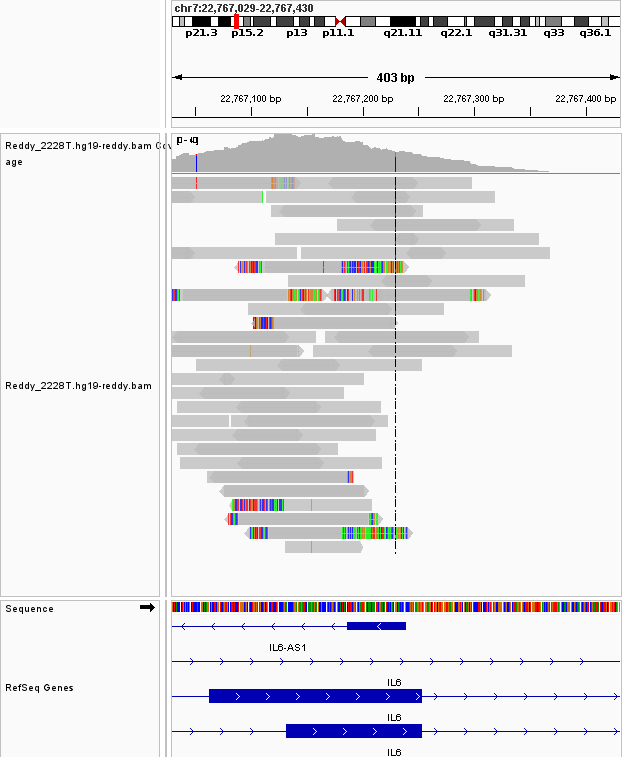 chr7:22,767,029-22,767,430
p21.3 p15.2 p13 p11.1 q21.11 q22.1 q31.31 q33 q36.1
403 bp
22,767,100 bp 22,767,200 bp 22,767,300 bp 22,767,400 bp
Reddy_2228T.hg19-reddy.bam Cov
age
Reddy_2228T.hg19-reddy.bam
Sequence
IL6-AS1
RefSeq Genes
IL6
IL6
IL6